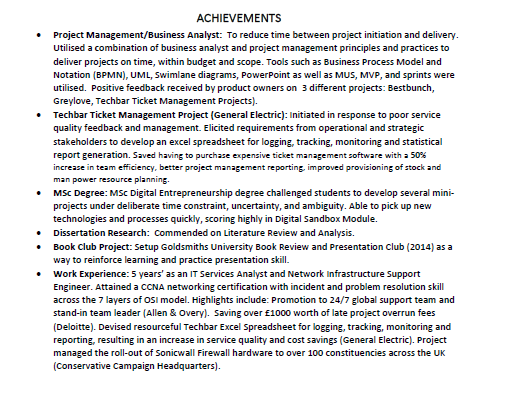 ACHIEVEMENTS
• Project Management/Business Analyst: To reduce time between project initiation and delivery.
Utilised a combination of business analyst and project management principles and practices to
deliver projects on time, within budget and scope. Tools such as Business Process Model and
Notation (BPMN), UML, Swimlane diagrams, PowerPoint as well as MUS, MVP, and sprints were
utilised. Positive feedback received by product owners on 3 different projects: Bestbunch,
Greylove, Techbar Ticket Management Projects).
• Techbar Ticket Management Project (General Electric): Initiated in response to poor service
quality feedback and management. Elicited requirements from operational and strategic
stakeholders to develop an excel spreadsheet for logging, tracking, monitoring and statistical
report generation. Saved having to purchase expensive ticket management software with a 50%
increase in team efficiency, better project management reporting, improved provisioning of stock and
man power resource planning.
• MSc Degree: MSc Digital Entrepreneurship degree challenged students to develop several mini-
projects under deliberate time constraint, uncertainty, and ambiguity. Able to pick up new
technologies and processes quickly, scoring highly in Digital Sandbox Module.
• Dissertation Research: Commended on Literature Review and Analysis.
• Book Club Project: Setup Goldsmiths University Book Review and Presentation Club (2014) as a
way to reinforce learning and practice presentation skill.
• Work Experience: 5 years' as an IT Services Analyst and Network Infrastructure Support
Engineer. Attained a CCNA networking certification with incident and problem resolution skill
across the 7 layers of OSI model. Highlights include: Promotion to 24/7 global support team and
stand-in team leader (Allen & Overy). Saving over £1000 worth of late project overrun fees
(Deloitte). Devised resourceful Techbar Excel Spreadsheet for logging, tracking, monitoring and
reporting, resulting in an increase in service quality and cost savings (General Electric). Project
managed the roll-out of Sonicwall Firewall hardware to over 100 constituencies across the UK
(Conservative Campaign Headquarters).